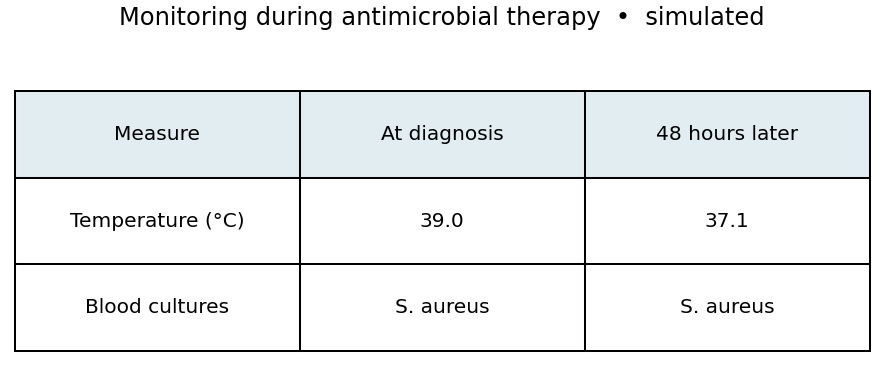 Monitoring during antimicrobial therapy • simulated
Measure At diagnosis 48 hours later
Temperature (°C) 39.0 37.1
Blood cultures S. aureus S. aureus